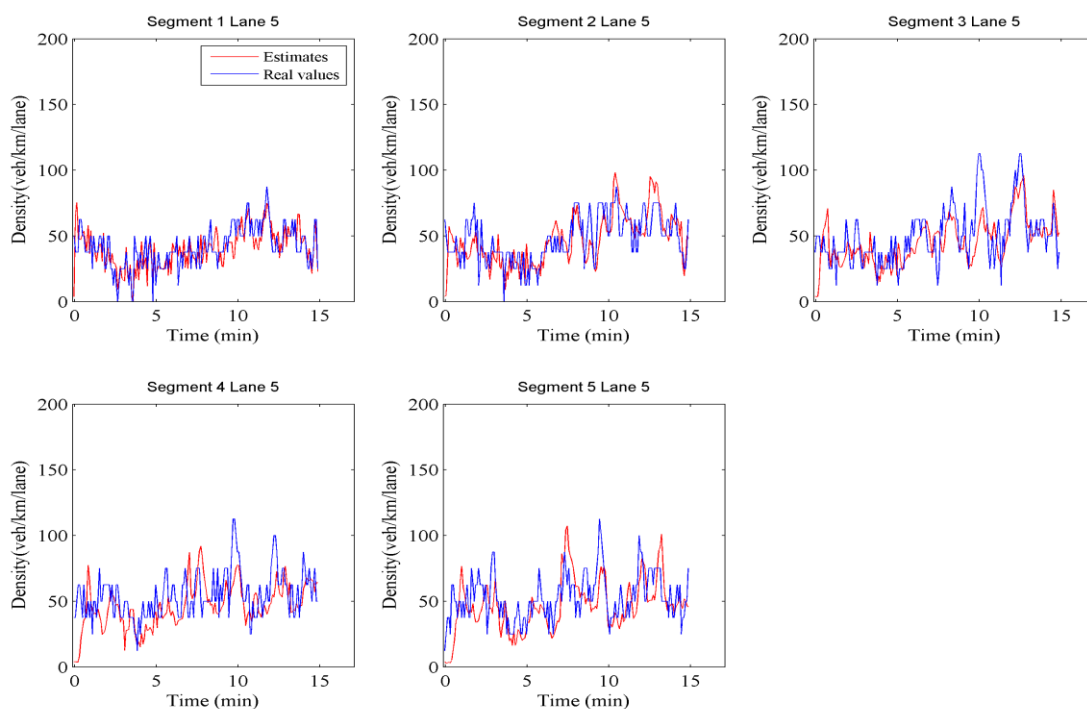 Segment 1 Lane 5
Segment 2 Lane 5
Segment 3 Lane 5
Estimates
Real values
Density(veh/km/lane)
200
150
100
50
0
0 5 10 15
Time (min)
Density(veh/km/lane)
200
150
100
50
0
0 5 10 15
Time (min)
Density(veh/km/lane)
200
150
100
50
0
0 5 10 15
Time (min)
Segment 4 Lane 5
Segment 5 Lane 5
Density(veh/km/lane)
200
150
100
50
0
0 5 10 15
Time (min)
Density(veh/km/lane)
200
150
100
50
0
0 5 10 15
Time (min)